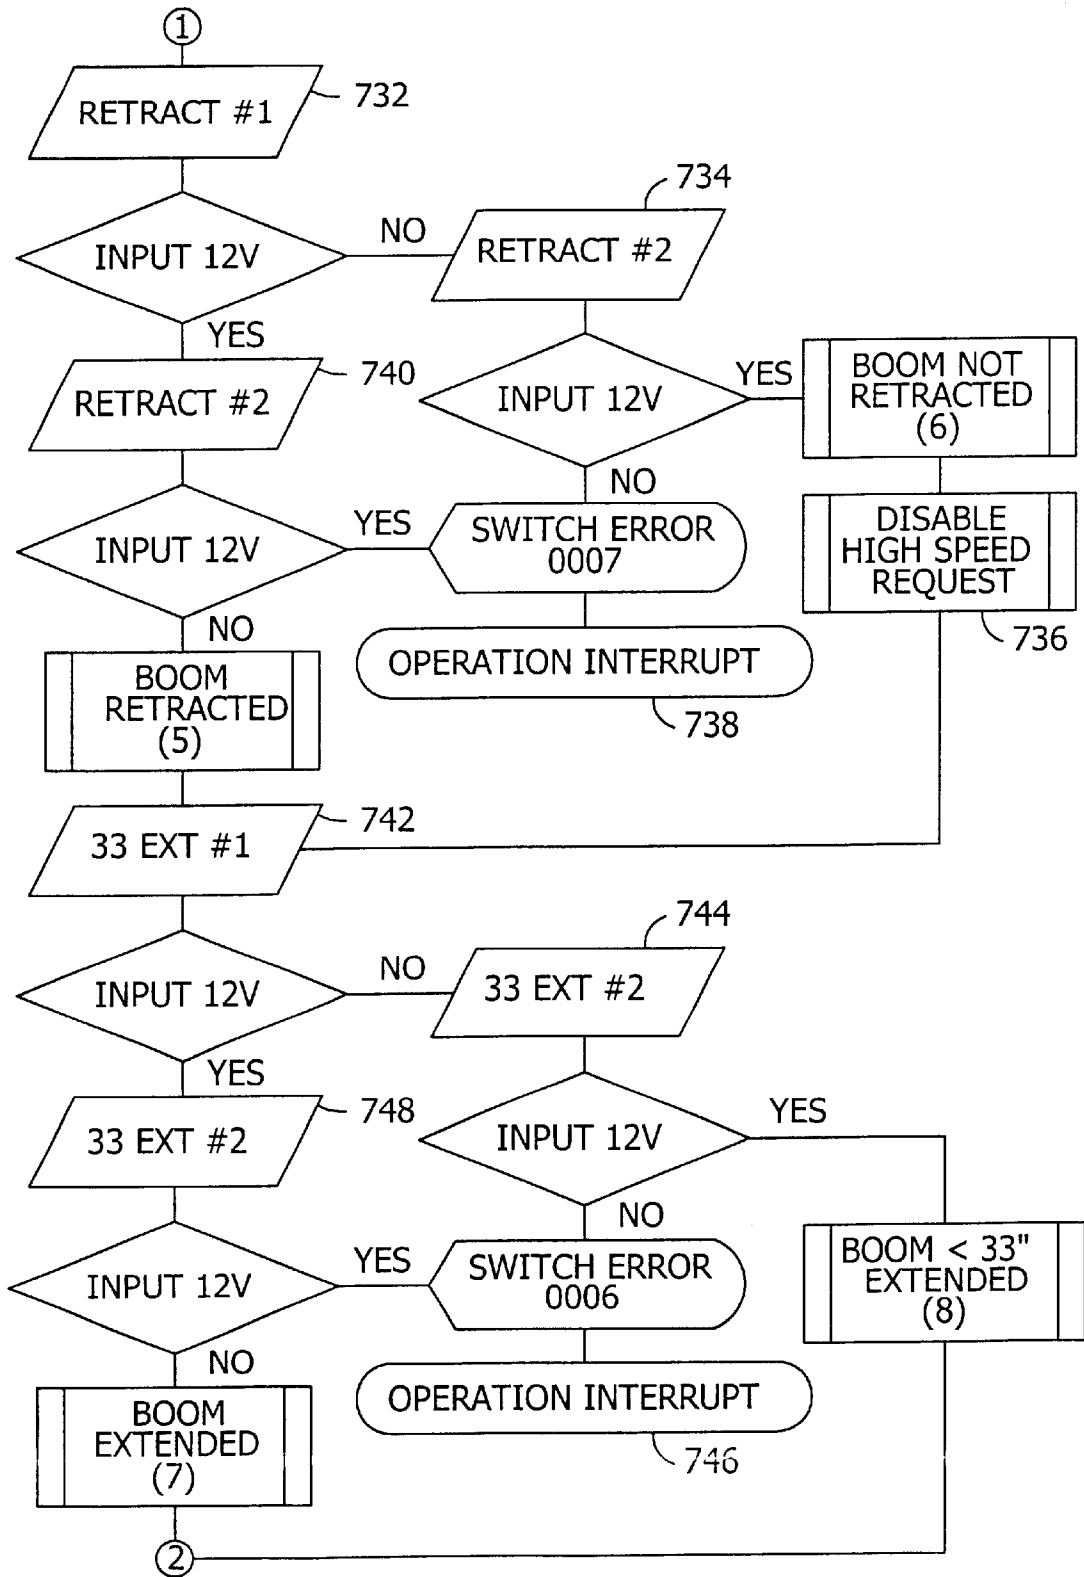 1
RETRACT #1
732
INPUT 12V
NO
734
RETRACT #2
YES
RETRACT #2
740
INPUT 12V
YES
BOOM NOT
RETRACTED
(6)
NO
INPUT 12V
YES
SWITCH ERROR
0007
DISABLE
HIGH SPEED
REQUEST
736
NO
BOOM
RETRACTED
(5)
OPERATION INTERRUPT
738
33 EXT #1
742
INPUT 12V
NO
744
33 EXT #2
YES
33 EXT #2
748
INPUT 12V
YES
NO
INPUT 12V
YES
SWITCH ERROR
0006
BOOM < 33"
EXTENDED
(8)
NO
BOOM
EXTENDED
(7)
OPERATION INTERRUPT
746
2